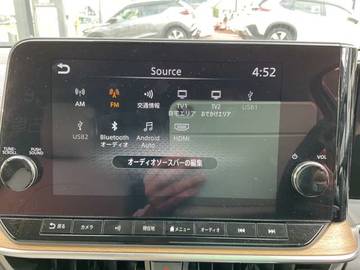 Source
4:52
AM
FM
交通情報
TV1
自宅エリア
TV2
おでかけエリア
USB1
USB2
Bluetooth
オーディオ
Android
Auto
HDMI
オーディオソースバーの編集
TUNE
SCROLL
PUSH
SOUND
VOL
戻る
カメラ
現在地
メニュー
オーディオ